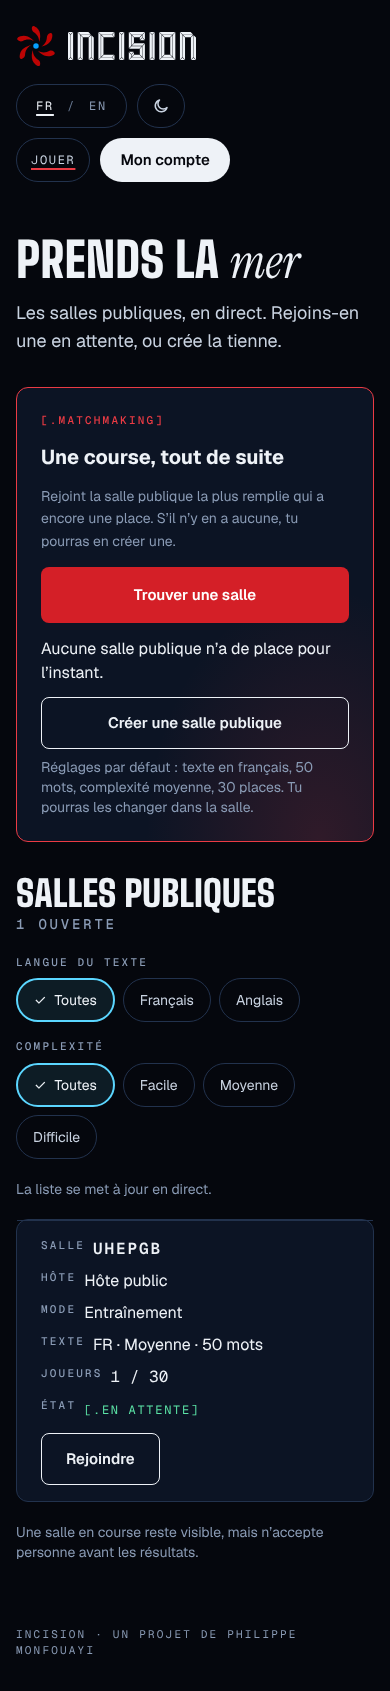 INCISION
FR / EN
JOUER Mon compte
PRENDS LA mer
Les salles publiques, en direct. Rejoins-en
une en attente, ou crée la tienne.
[.MATCHMAKING]
Une course, tout de suite
Rejoint la salle publique la plus remplie qui a
encore une place. S’il n’y en a aucune, tu
pourras en créer une.
Trouver une salle
Aucune salle publique n’a de place pour
l’instant.
Créer une salle publique
Réglages par défaut : texte en français, 50
mots, complexité moyenne, 30 places. Tu
pourras les changer dans la salle.
SALLES PUBLIQUES
1 OUVERTE
LANGUE DU TEXTE
✓ Toutes Français Anglais
COMPLEXITÉ
✓ Toutes Facile Moyenne
Difficile
La liste se met à jour en direct.
SALLE UHEPGB
HÔTE Hôte public
MODE Entraînement
TEXTE FR · Moyenne · 50 mots
JOUEURS 1 / 30
ÉTAT [.EN ATTENTE]
Rejoindre
Une salle en course reste visible, mais n’accepte
personne avant les résultats.
INCISION · UN PROJET DE PHILIPPE
MONFOUAYI